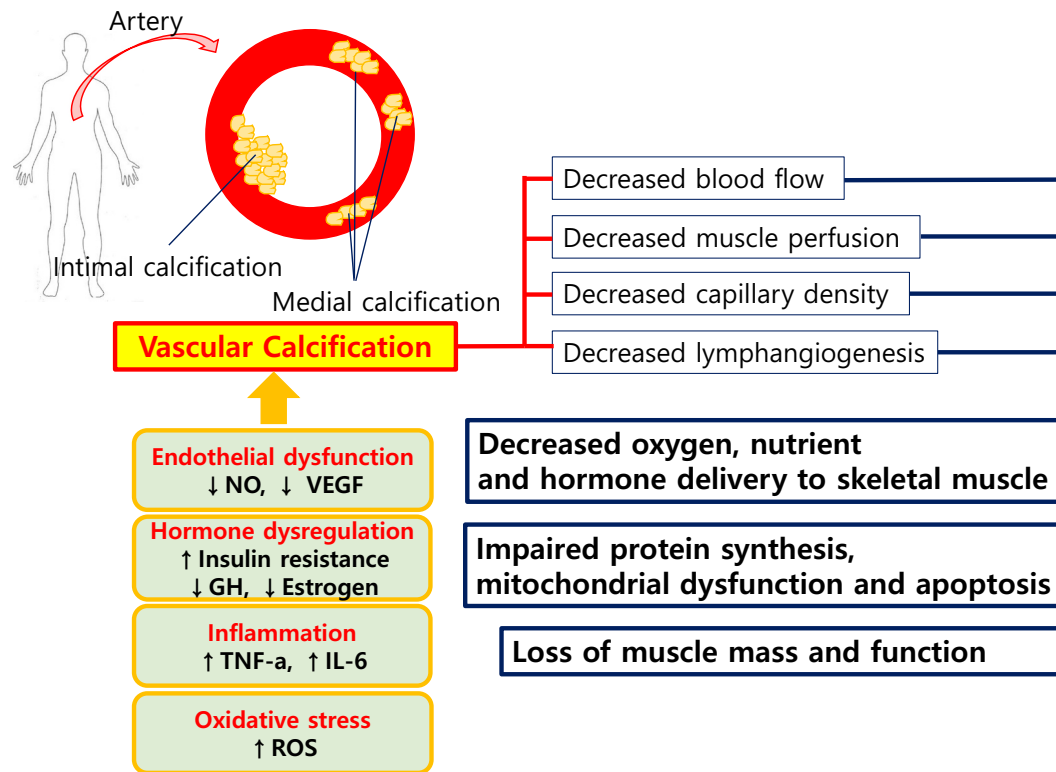 Artery
Intimal calcification
Medial calcification
Vascular Calcification
Decreased blood flow
Decreased muscle perfusion
Decreased capillary density
Decreased lymphangiogenesis
Endothelial dysfunction
↓ NO, ↓ VEGF
Hormone dysregulation
↑ Insulin resistance
↓ GH, ↓ Estrogen
Inflammation
↑ TNF-a, ↑ IL-6
Oxidative stress
↑ ROS
Decreased oxygen, nutrient
and hormone delivery to skeletal muscle
Impaired protein synthesis,
mitochondrial dysfunction and apoptosis
Loss of muscle mass and function